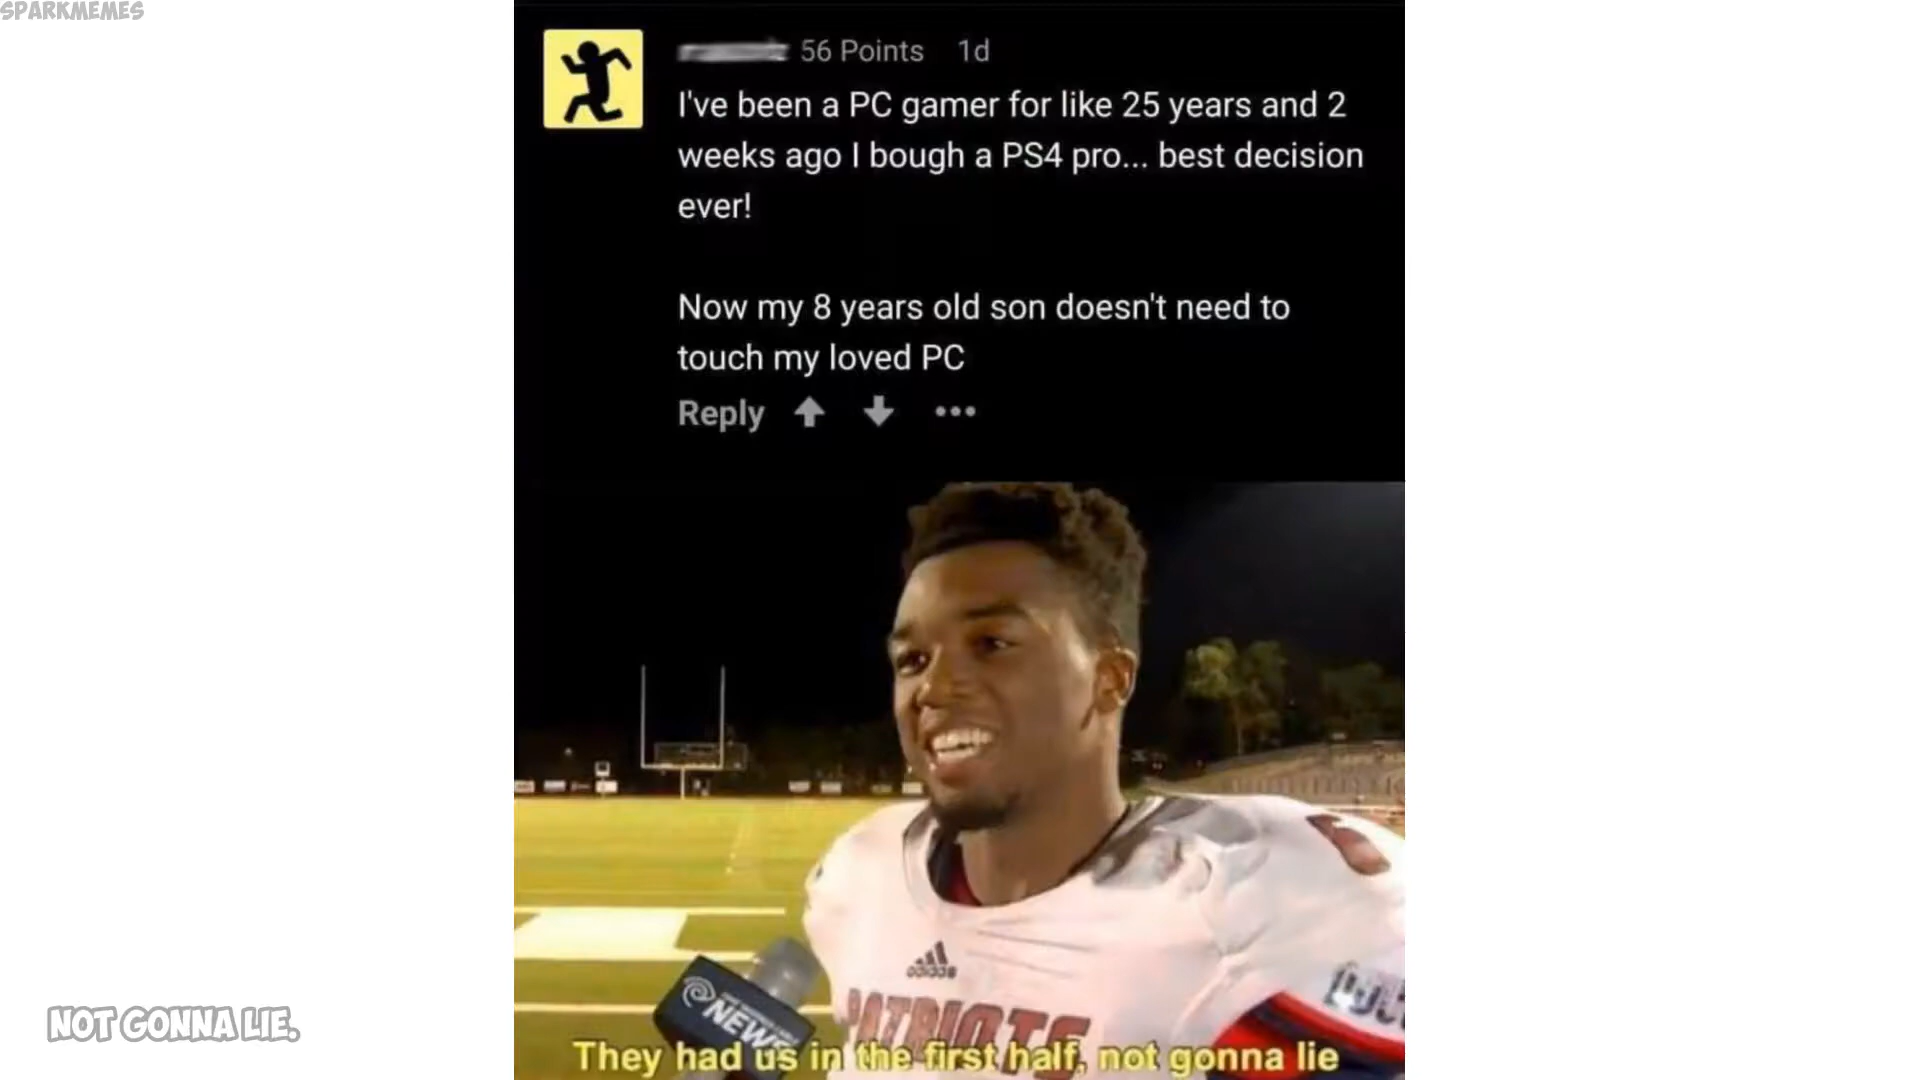 SPARKMEMES
56 Points 1d
I've been a PC gamer for like 25 years and 2
weeks ago I bough a PS4 pro... best decision
ever!
Now my 8 years old son doesn't need to
touch my loved PC
Reply
adidas
PATRIOTS
NEWS
They had us in the first half, not gonna lie
NOT GONNA LIE.